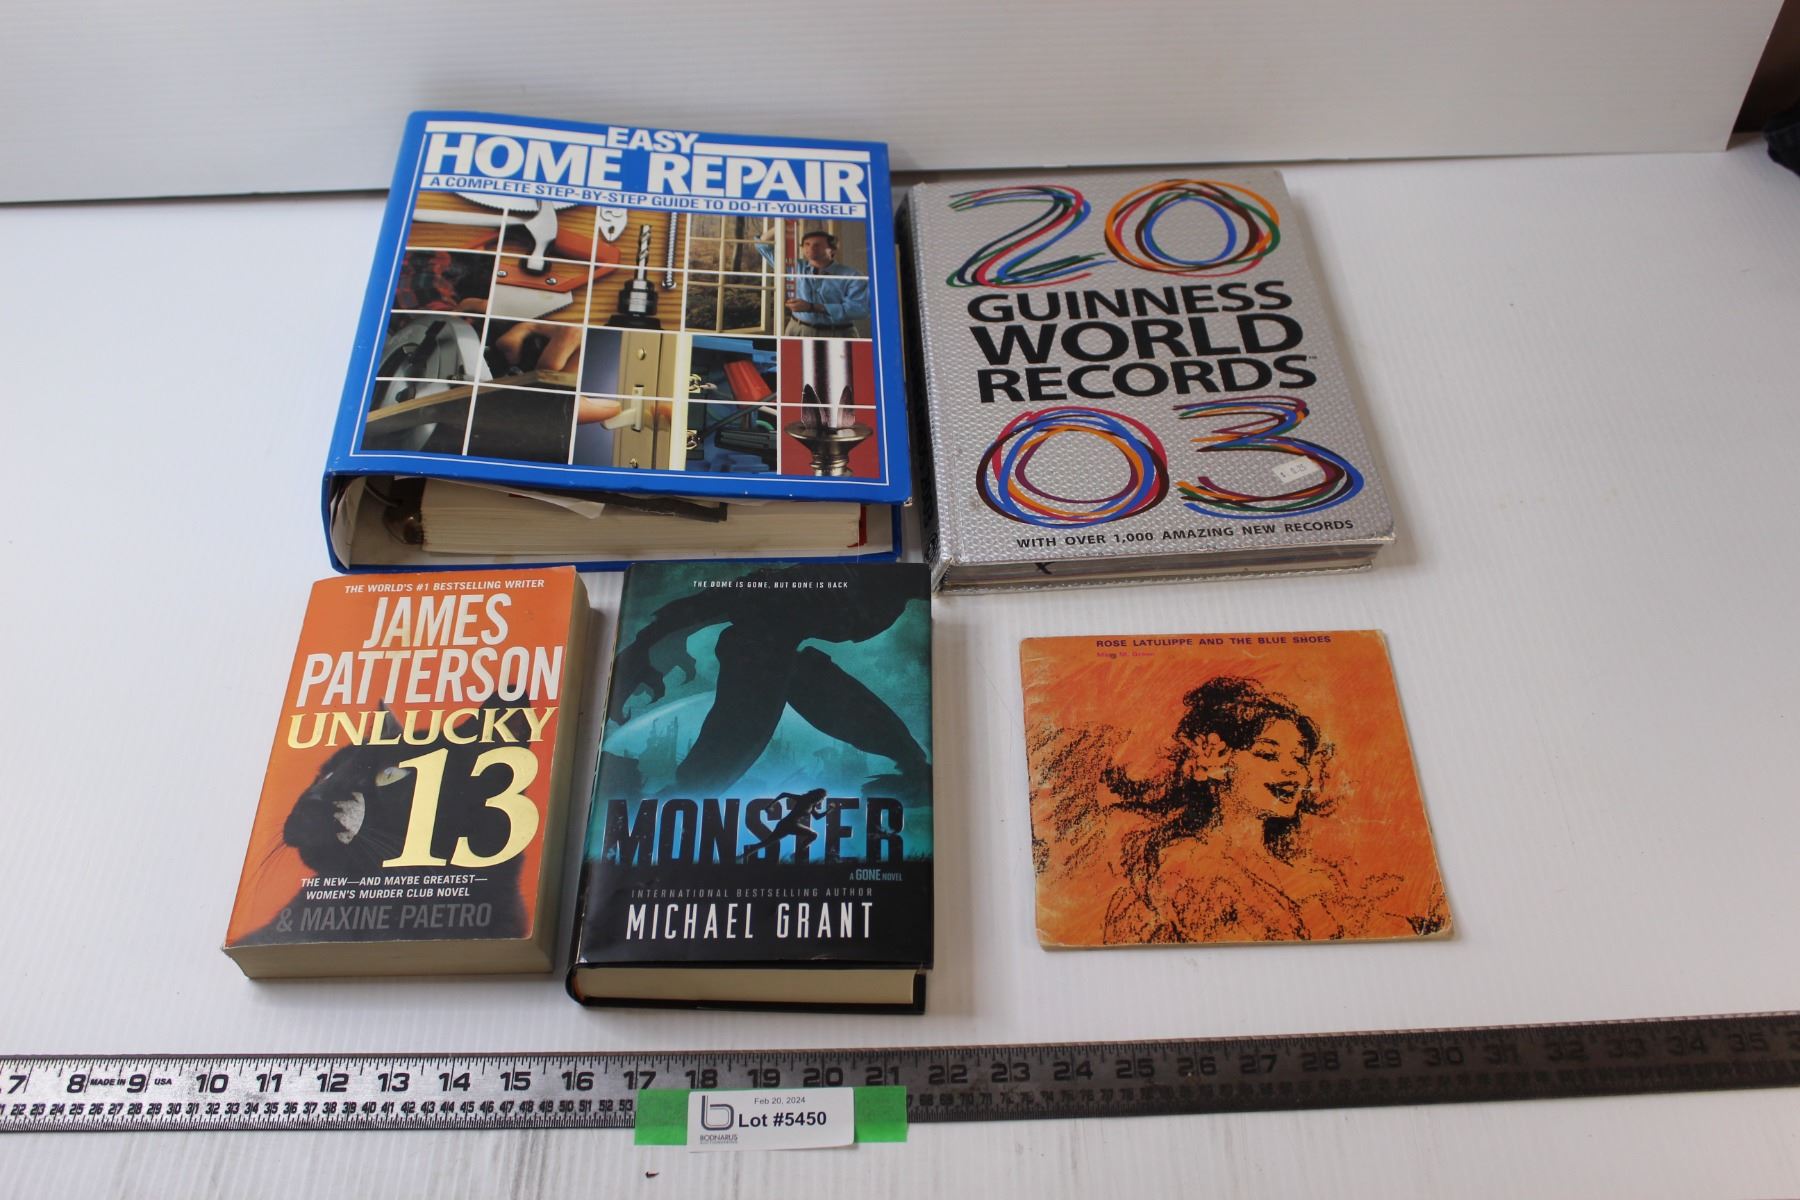 EASY
HOME REPAIR
A COMPLETE STEP-BY-STEP GUIDE TO DO-IT-YOURSELF
20
GUINNESS
WORLD
RECORDS™
03
WITH OVER 1,000 AMAZING NEW RECORDS
THE WORLD'S #1 BESTSELLING WRITER
JAMES
PATTERSON
UNLUCKY
13
THE NEW—AND MAYBE GREATEST—
WOMEN'S MURDER CLUB NOVEL
& MAXINE PAETRO
THE DOME IS GONE, BUT GONE IS BACK
MONSTER
A GONE NOVEL
INTERNATIONAL BESTSELLING AUTHOR
MICHAEL GRANT
ROSE LATULIPPE AND THE BLUE SHOES
7 8 MADE IN 9 USA 10 11 12 13 14 15 16 17 18 19 20 21 22 23 24 25 26 27 28 29 30 31 32 33 34 35
Feb 20, 2024
Lot #5450
BODNARUS